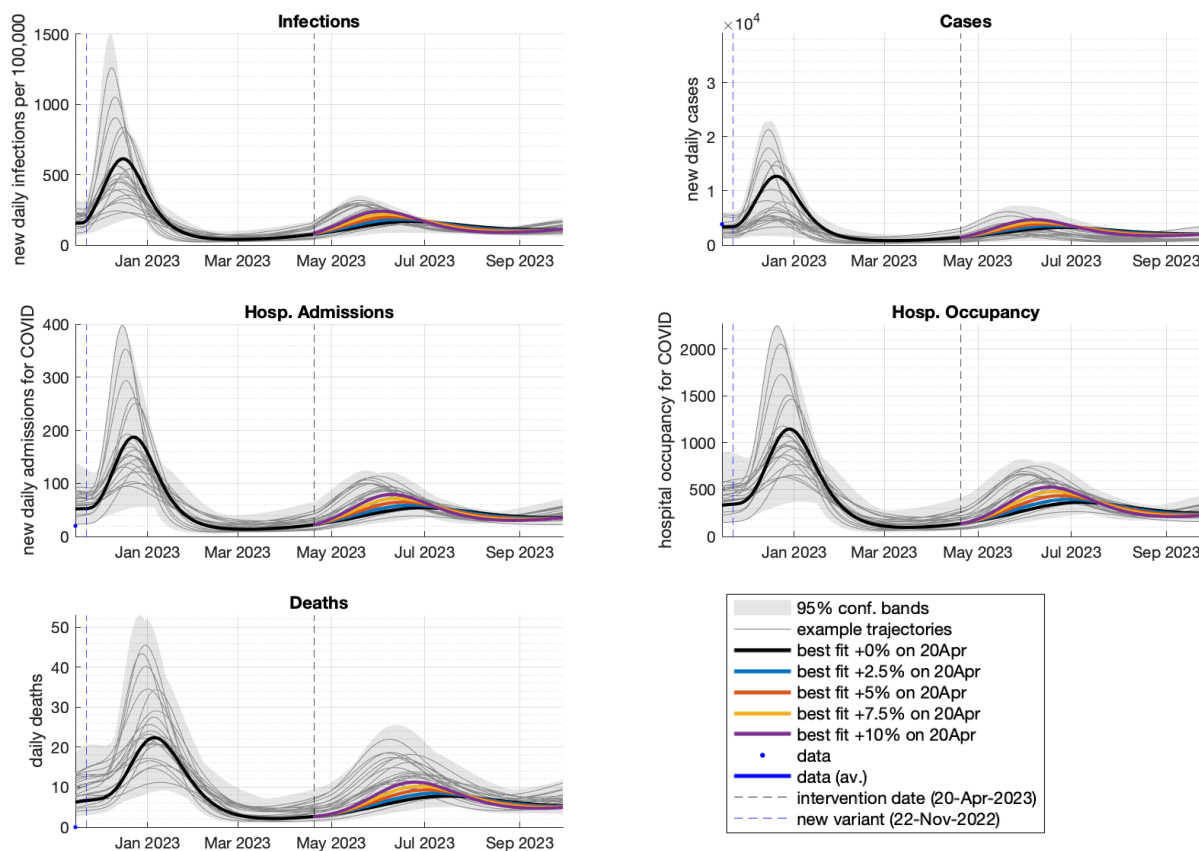 Infections
new daily infections per 100,000
1500
1000
500
0
Jan 2023 Mar 2023 May 2023 Jul 2023 Sep 2023
Cases
×10⁴
new daily cases
3
2
1
0
Jan 2023 Mar 2023 May 2023 Jul 2023 Sep 2023
Hosp. Admissions
new daily admissions for COVID
400
300
200
100
0
Jan 2023 Mar 2023 May 2023 Jul 2023 Sep 2023
Hosp. Occupancy
hospital occupancy for COVID
2000
1500
1000
500
0
Jan 2023 Mar 2023 May 2023 Jul 2023 Sep 2023
Deaths
daily deaths
50
40
30
20
10
0
Jan 2023 Mar 2023 May 2023 Jul 2023 Sep 2023
95% conf. bands
example trajectories
best fit +0% on 20Apr
best fit +2.5% on 20Apr
best fit +5% on 20Apr
best fit +7.5% on 20Apr
best fit +10% on 20Apr
data
data (av.)
intervention date (20-Apr-2023)
new variant (22-Nov-2022)